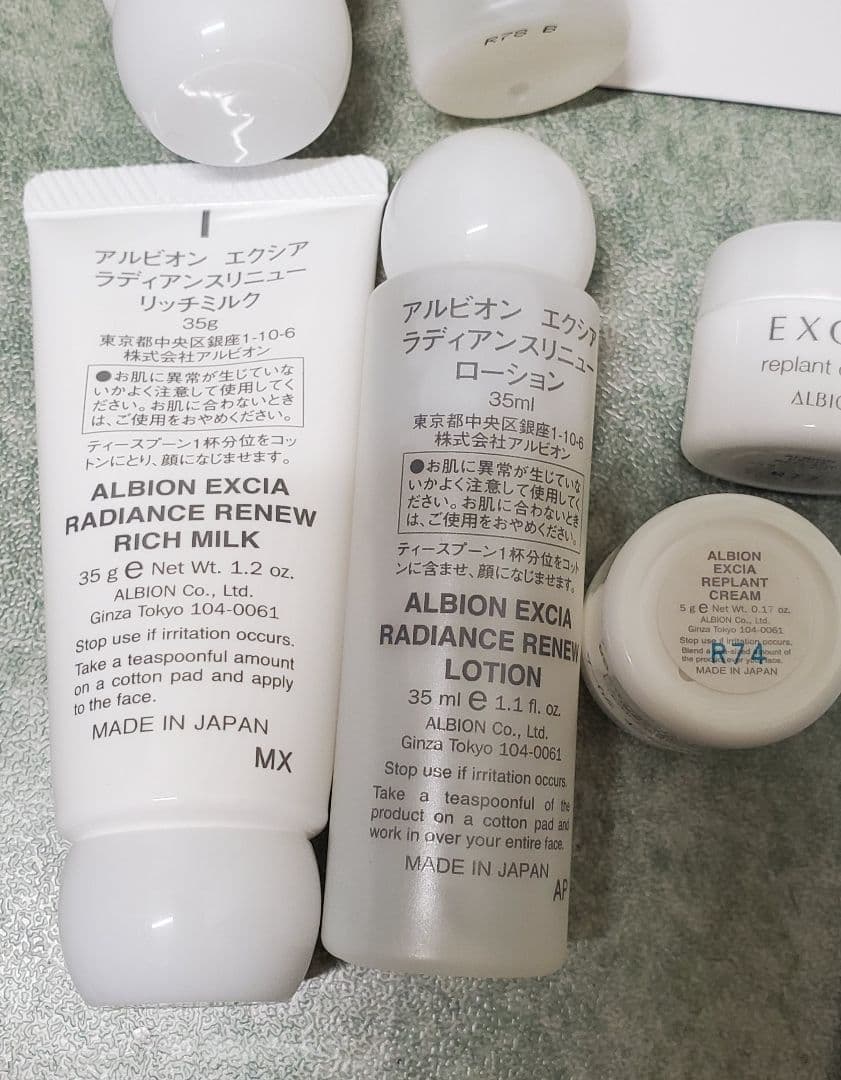 R78 B
アルビオン エクシア
ラディアンスリニュー
リッチミルク
35g
東京都中央区銀座1-10-6
株式会社アルビオン
●お肌に異常が生じていな
いかよく注意して使用してく
ださい。お肌に合わないとき
は、ご使用をおやめください。
ティースプーン1杯分位をコッ
トンにとり、顔になじませます。
ALBION EXCIA
RADIANCE RENEW
RICH MILK
35 g e Net Wt. 1.2 oz.
ALBION Co., Ltd.
Ginza Tokyo 104-0061
Stop use if irritation occurs.
Take a teaspoonful amount
on a cotton pad and apply
to the face.
MADE IN JAPAN
MX
アルビオン エクシア
ラディアンスリニュー
ローション
35ml
東京都中央区銀座1-10-6
株式会社アルビオン
●お肌に異常が生じていな
いかよく注意して使用してく
ださい。お肌に合わないとき
は、ご使用をおやめください。
ティースプーン1杯分位をコット
ンに含ませ、顔になじませます。
ALBION EXCIA
RADIANCE RENEW
LOTION
35 ml e 1.1 fl. oz.
ALBION Co., Ltd.
Ginza Tokyo 104-0061
Stop use if irritation occurs.
Take a teaspoonful of the
product on a cotton pad and
work in over your entire face.
MADE IN JAPAN
AP
EXC
replant
ALBIO
ALBION
EXCIA
REPLANT
CREAM
5 g e Net Wt. 0.17 oz.
ALBION Co., Ltd.
Ginza Tokyo 104-0061
Stop use if irritation occurs.
Blend a amount of
the product over face.
R74
MADE IN JAPAN